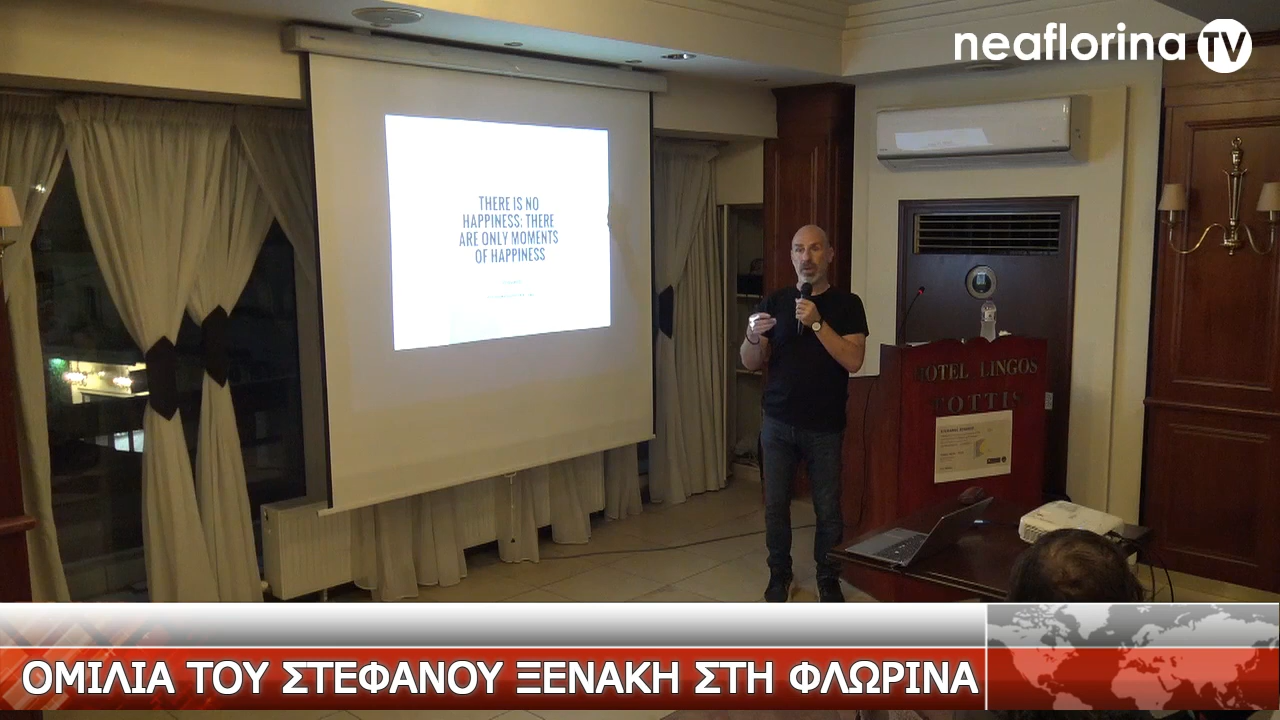 neaflorina TV
THERE IS NO
HAPPINESS; THERE
ARE ONLY MOMENTS
OF HAPPINESS
HOTEL LINGOS
TOTTIS
ΟΜΙΛΙΑ ΤΟΥ ΣΤΕΦΑΝΟΥ ΞΕΝΑΚΗ ΣΤΗ ΦΛΩΡΙΝΑ